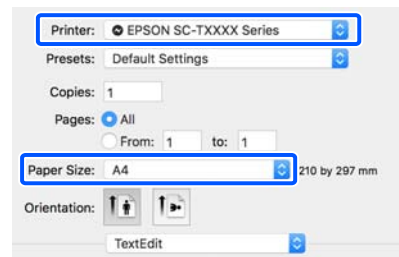 Printer: EPSON SC-TXXXX Series
Presets: Default Settings
Copies: 1
Pages: All
From: 1 to: 1
Paper Size: A4 210 by 297 mm
Orientation:
TextEdit